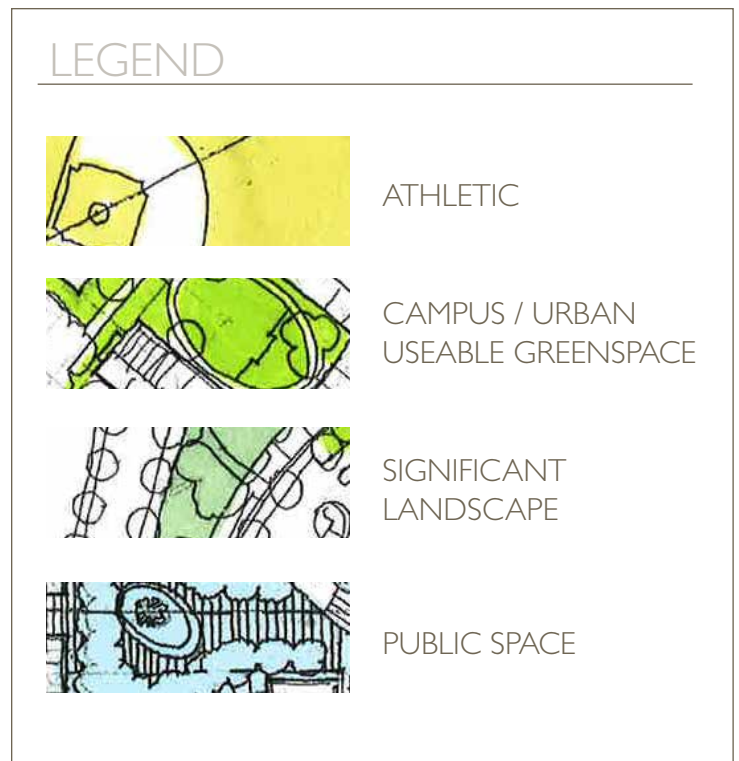 LEGEND
ATHLETIC
CAMPUS / URBAN
USEABLE GREENSPACE
SIGNIFICANT
LANDSCAPE
PUBLIC SPACE